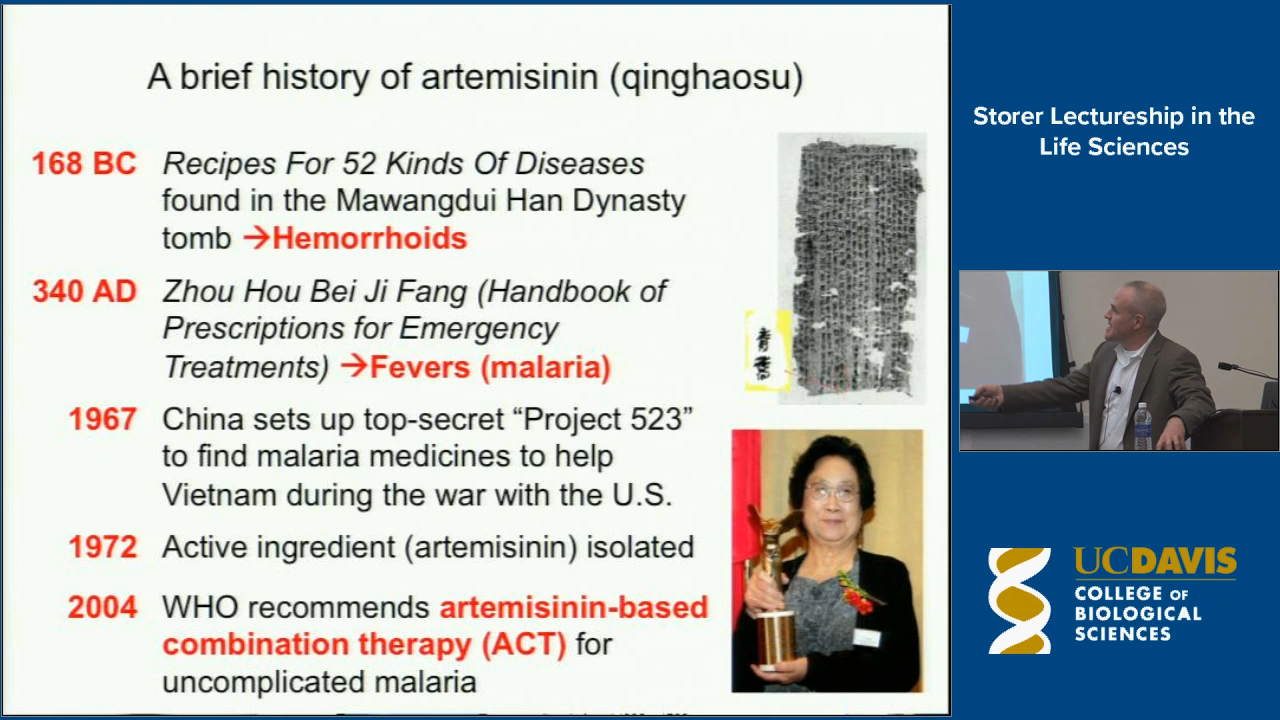 A brief history of artemisinin (qinghaosu)
168 BC Recipes For 52 Kinds Of Diseases
found in the Mawangdui Han Dynasty
tomb →Hemorrhoids
340 AD Zhou Hou Bei Ji Fang (Handbook of
Prescriptions for Emergency
Treatments) →Fevers (malaria)
1967 China sets up top-secret “Project 523”
to find malaria medicines to help
Vietnam during the war with the U.S.
1972 Active ingredient (artemisinin) isolated
2004 WHO recommends artemisinin-based
combination therapy (ACT) for
uncomplicated malaria
青蒿
Storer Lectureship in the
Life Sciences
UCDAVIS
COLLEGE OF
BIOLOGICAL
SCIENCES